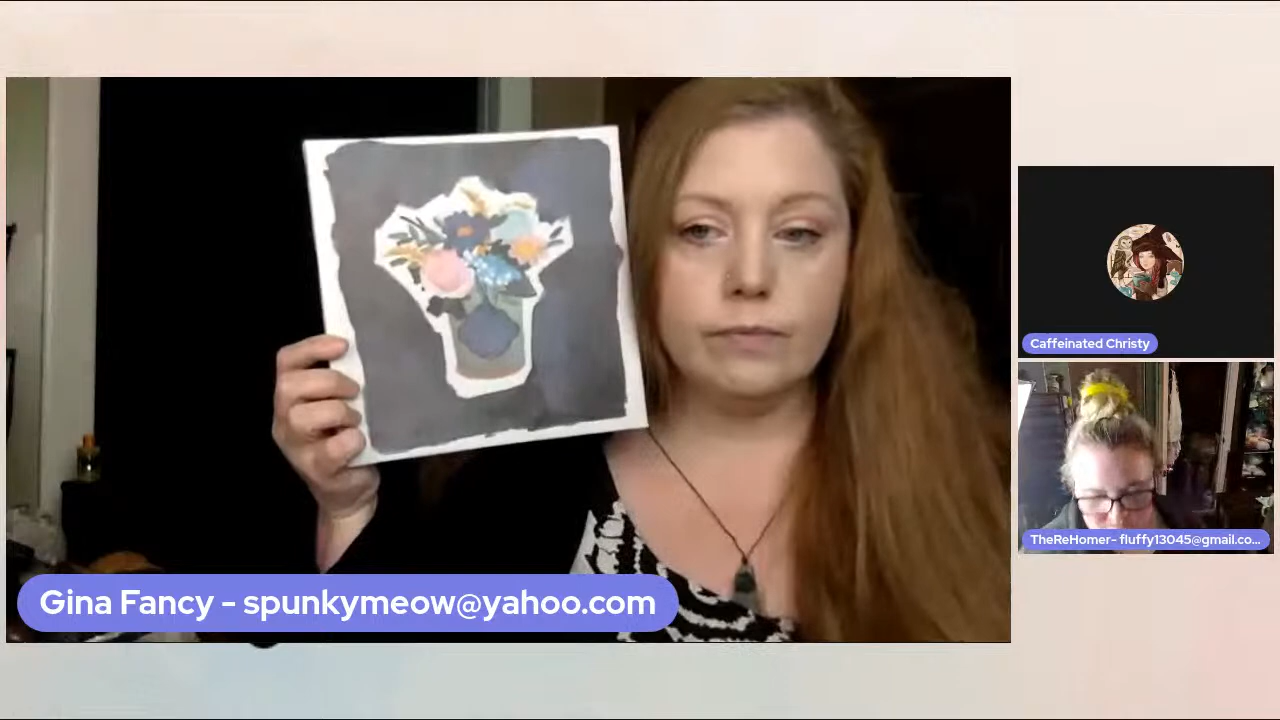 Gina Fancy - spunkymeow@yahoo.com
Caffeinated Christy
TheReHomer- fluffy13045@gmail.co...